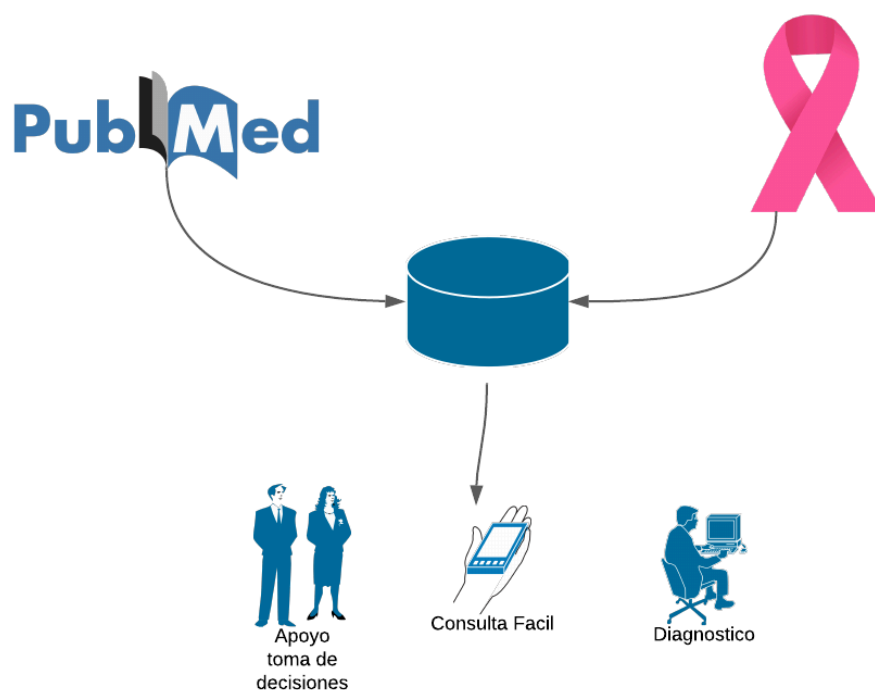 PubMed
Apoyo
toma de
decisiones
Consulta Facil
Diagnostico